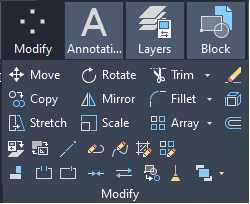 Modify Annotati... Layers Block
Move Rotate Trim
Copy Mirror Fillet
Stretch Scale Array
Modify